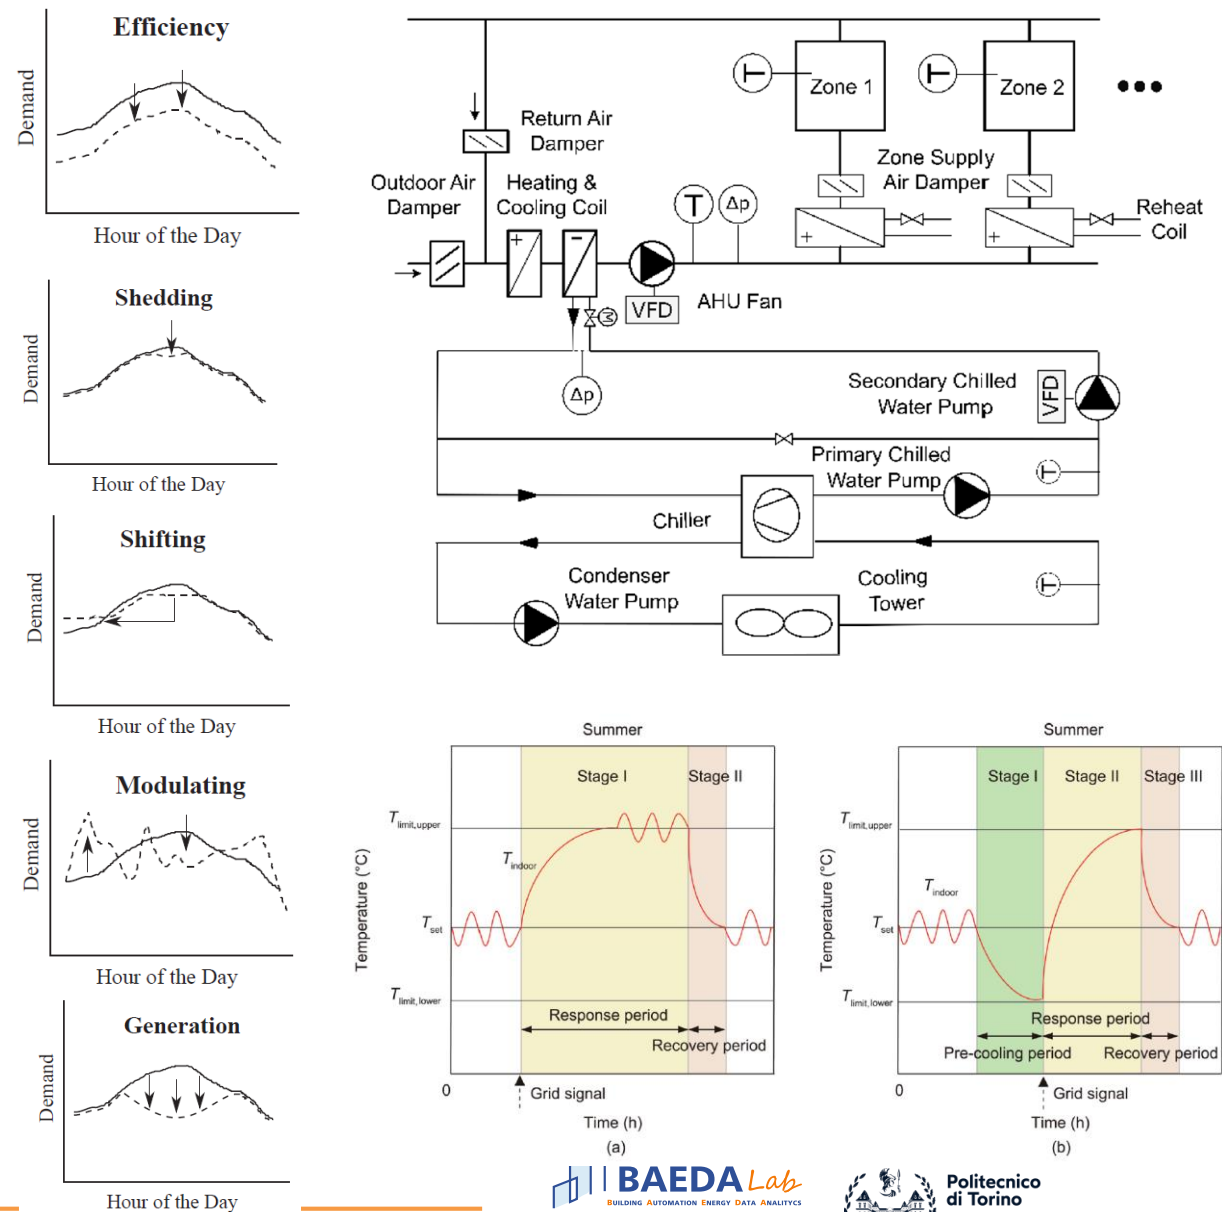 Efficiency
Demand
Hour of the Day
Shedding
Demand
Hour of the Day
Shifting
Demand
Hour of the Day
Modulating
Demand
Hour of the Day
Generation
Demand
Hour of the Day
T
Zone 1
T
Zone 2
Return Air
Damper
Zone Supply
Air Damper
Outdoor Air
Damper
Heating &
Cooling Coil
T
Δp
+
+
Reheat
Coil
+
−
VFD
AHU Fan
M
Δp
Secondary Chilled
Water Pump
VFD
Primary Chilled
Water Pump
T
Chiller
Condenser
Water Pump
Cooling
Tower
T
Summer
Stage I
Stage II
Tlimit,upper
Tindoor
Tset
Tlimit,lower
Temperature (°C)
Response period
Recovery period
0
Grid signal
Time (h)
(a)
Summer
Stage I
Stage II
Stage III
Tlimit,upper
Tindoor
Tset
Tlimit,lower
Temperature (°C)
Response period
Pre-cooling period
Recovery period
0
Grid signal
Time (h)
(b)
BAEDA Lab
BUILDING AUTOMATION ENERGY DATA ANALITYCS
Politecnico
di Torino